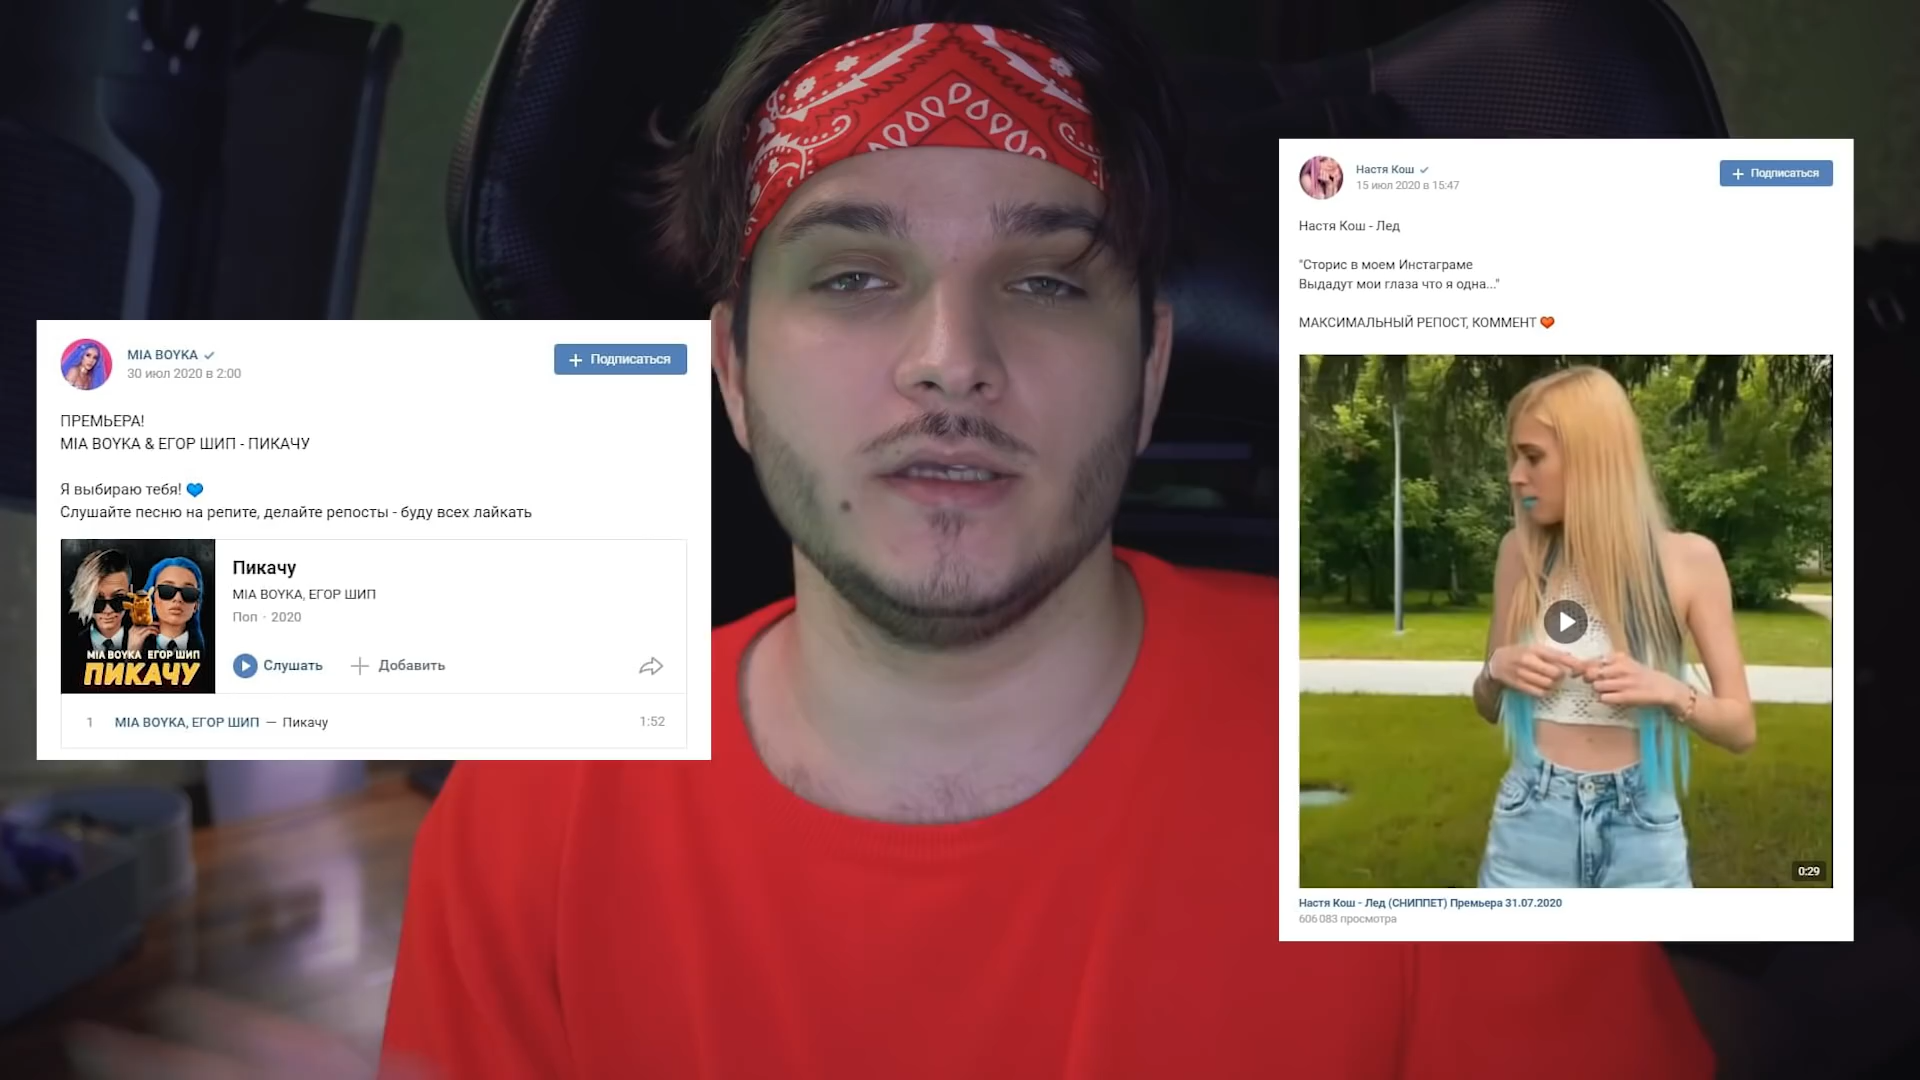 MIA BOYKA
30 июл 2020 в 2:00
+ Подписаться
ПРЕМЬЕРА!
MIA BOYKA & ЕГОР ШИП - ПИКАЧУ
Я выбираю тебя! 💙
Слушайте песню на репите, делайте репосты - буду всех лайкать
MIA BOYKA ЕГОР ШИП
ПИКАЧУ
Пикачу
MIA BOYKA, ЕГОР ШИП
Поп · 2020
Слушать
+ Добавить
1 MIA BOYKA, ЕГОР ШИП — Пикачу 1:52
Настя Кош
15 июл 2020 в 15:47
+ Подписаться
Настя Кош - Лед
"Сторис в моем Инстаграме
Выдадут мои глаза что я одна..."
МАКСИМАЛЬНЫЙ РЕПОСТ, КОММЕНТ ❤️
0:29
Настя Кош - Лед (СНИППЕТ) Премьера 31.07.2020
606 083 просмотра